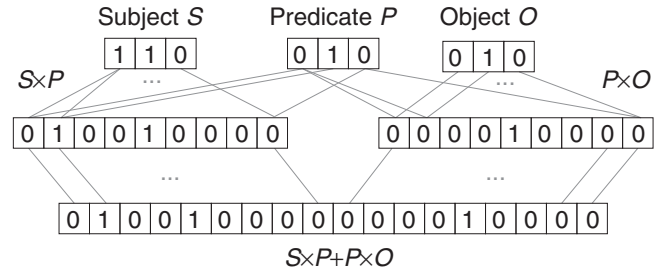 Subject S Predicate P Object O
1 1 0 0 1 0 0 1 0
S×P ... ... P×O
0 1 0 0 1 0 0 0 0 0 0 0 0 1 0 0 0 0
... ...
0 1 0 0 1 0 0 0 0 0 0 0 0 1 0 0 0 0
S×P+P×O